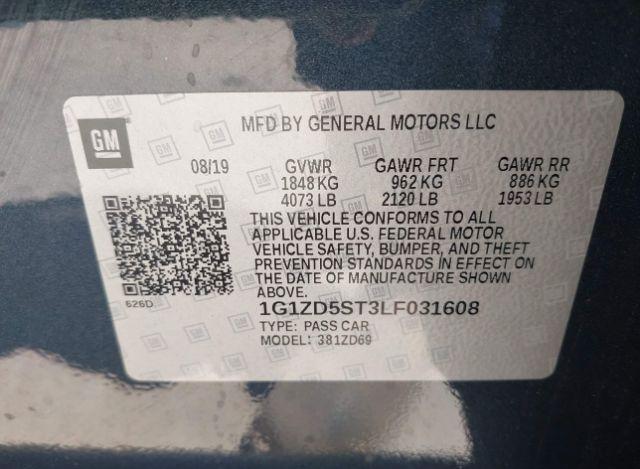 GM
MFD BY GENERAL MOTORS LLC
08/19 GVWR GAWR FRT GAWR RR
1848 KG 962 KG 886 KG
4073 LB 2120 LB 1953 LB
THIS VEHICLE CONFORMS TO ALL
APPLICABLE U.S. FEDERAL MOTOR
VEHICLE SAFETY, BUMPER, AND THEFT
PREVENTION STANDARDS IN EFFECT ON
THE DATE OF MANUFACTURE SHOWN
ABOVE.
626D
1G1ZD5ST3LF031608
TYPE: PASS CAR
MODEL: 381ZD69